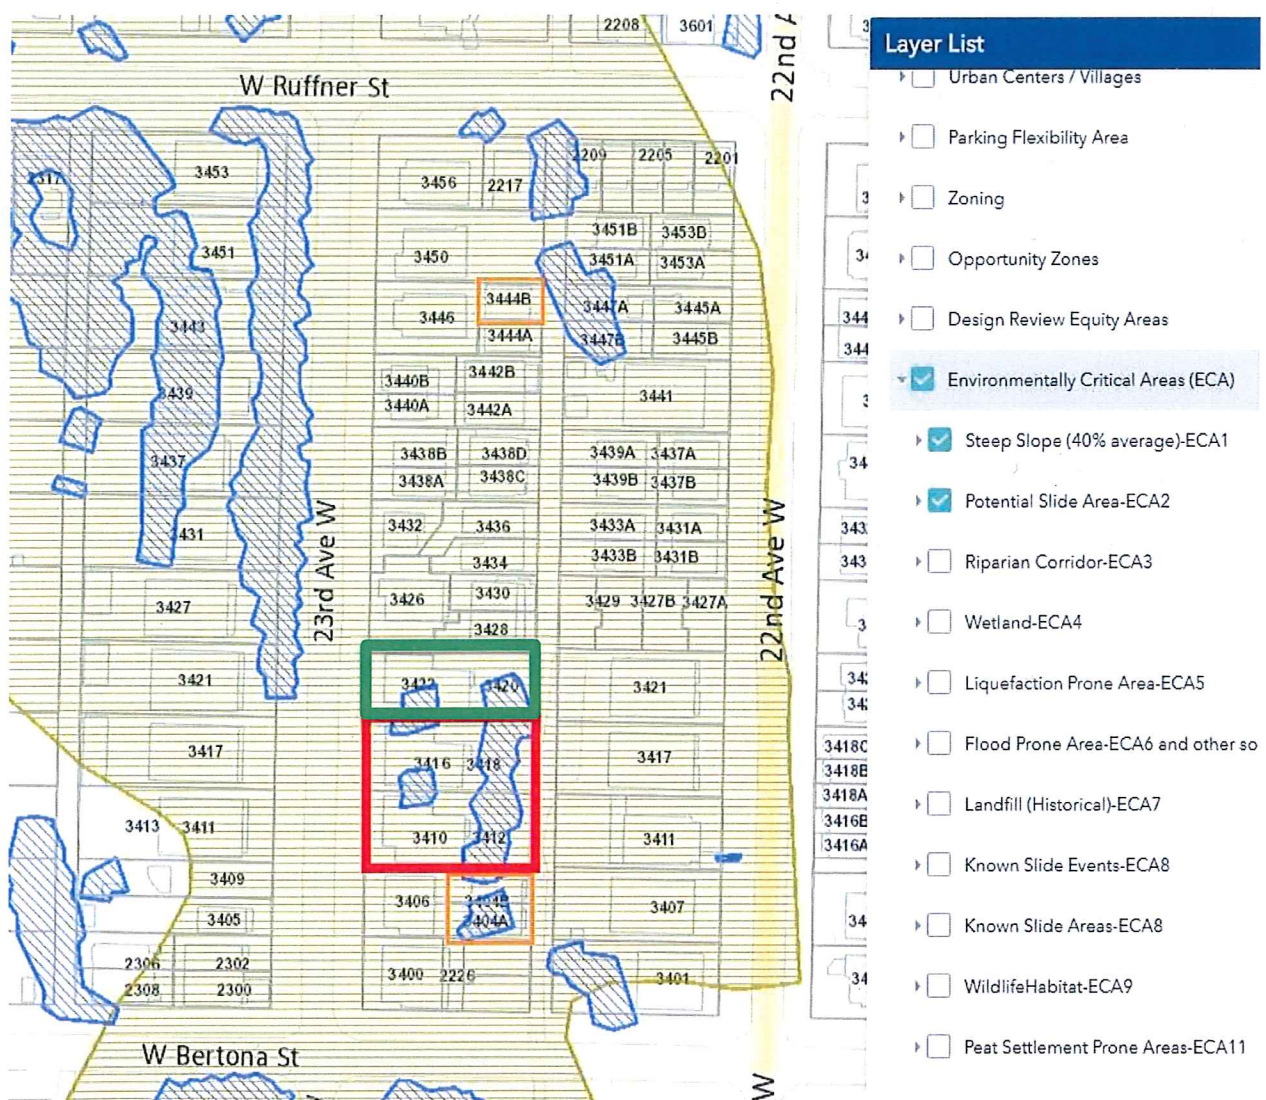 2208
3601
22nd A
W Ruffner St
2317
3453
3456
2217
2209
2205
2201
3451
3450
3451B
3453B
3451A
3453A
3444B
3446
3444A
3447A
3445A
3447B
3445B
3443
3439
3440B
3442B
3440A
3442A
3441
3437
3438B
3438D
3439A
3437A
3438A
3438C
3439B
3437B
3431
3432
3436
3433A
3431A
3434
3433B
3431B
23rd Ave W
22nd Ave W
3427
3426
3430
3429
3427B
3427A
3428
3421
3422
3420
3421
3417
3416
3418
3417
3418C
3418B
3418A
3416B
3416A
3413
3411
3410
3412
3411
3409
3405
3406
3404B
3404A
3407
2306
2302
2308
2300
3400
2226
3401
W Bertona St
W
Layer List
Urban Centers / Villages
Parking Flexibility Area
Zoning
Opportunity Zones
Design Review Equity Areas
Environmentally Critical Areas (ECA)
Steep Slope (40% average)-ECA1
Potential Slide Area-ECA2
Riparian Corridor-ECA3
Wetland-ECA4
Liquefaction Prone Area-ECA5
Flood Prone Area-ECA6 and other so
Landfill (Historical)-ECA7
Known Slide Events-ECA8
Known Slide Areas-ECA8
WildlifeHabitat-ECA9
Peat Settlement Prone Areas-ECA11